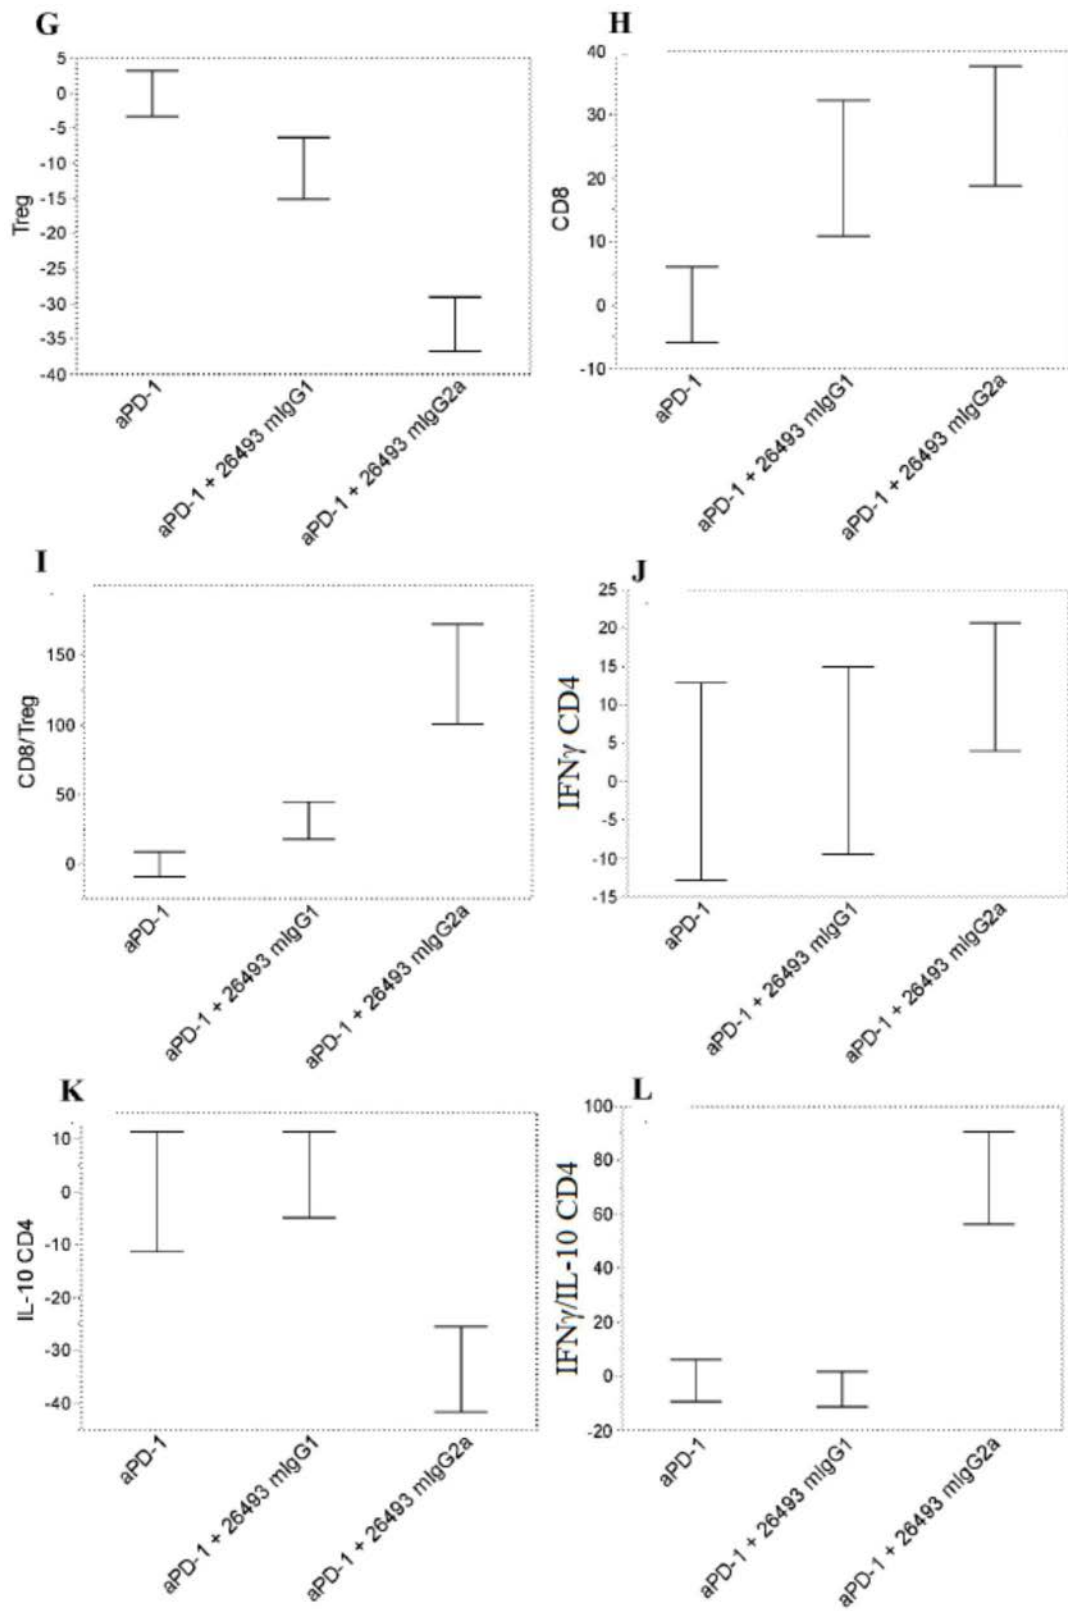 G
5
0
-5
-10
-15
-20
-25
-30
-35
-40
Treg
aPD-1
aPD-1 + 26493 mIgG1
aPD-1 + 26493 mIgG2a
H
40
30
20
10
0
-10
CD8
aPD-1
aPD-1 + 26493 mIgG1
aPD-1 + 26493 mIgG2a
I
150
100
50
0
CD8/Treg
aPD-1
aPD-1 + 26493 mIgG1
aPD-1 + 26493 mIgG2a
J
25
20
15
10
5
0
-5
-10
-15
IFNγ CD4
aPD-1
aPD-1 + 26493 mIgG1
aPD-1 + 26493 mIgG2a
K
10
0
-10
-20
-30
-40
IL-10 CD4
aPD-1
aPD-1 + 26493 mIgG1
aPD-1 + 26493 mIgG2a
L
100
80
60
40
20
0
-20
IFNγ/IL-10 CD4
aPD-1
aPD-1 + 26493 mIgG1
aPD-1 + 26493 mIgG2a